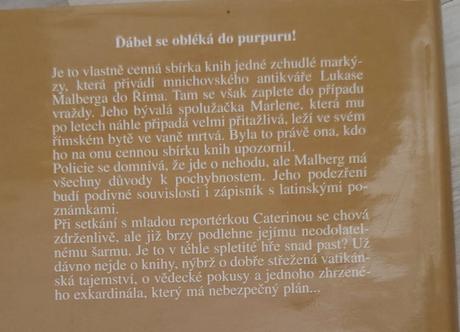 Ďábel se obléká do purpuru!
Je to vlastně cenná sbírka knih jedné zchudlé marký-
zy, která přivádí mnichovského antikváře Lukase
Malberga do Říma. Tam se však zaplete do případu
vraždy. Jeho bývalá spolužačka Marlene, která mu
po letech náhle připadá velmi přitažlivá, leží ve svém
římském bytě ve vaně mrtvá. Byla to právě ona, kdo
ho na onu cennou sbírku knih upozornil.
Policie se domnívá, že jde o nehodu, ale Malberg má
všechny důvody k pochybnostem. Jeho podezření
budí podivné souvislosti i zápisník s latinskými po-
známkami.
Při setkání s mladou reportérkou Caterinou se chová
zdrženlivě, ale již brzy podlehne jejímu neodolatel-
nému šarmu. Je to v téhle spletité hře snad past? Už
dávno nejde o knihy, nýbrž o dobře střežená vatikán-
ská tajemství, o vědecké pokusy a jednoho zhrzené-
ho exkardinála, který má nebezpečný plán...